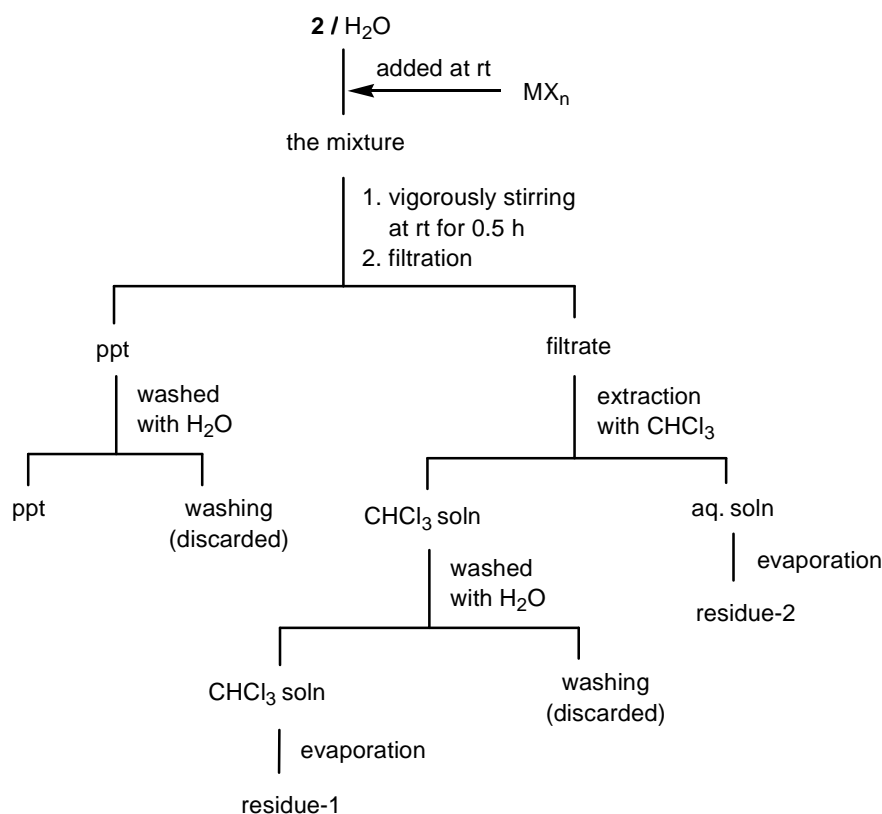 2 / H₂O
added at rt
MXₙ
the mixture
1. vigorously stirring
at rt for 0.5 h
2. filtration
ppt
filtrate
washed
with H₂O
extraction
with CHCl₃
ppt
washing
(discarded)
CHCl₃ soln
aq. soln
washed
with H₂O
evaporation
residue-2
CHCl₃ soln
washing
(discarded)
evaporation
residue-1